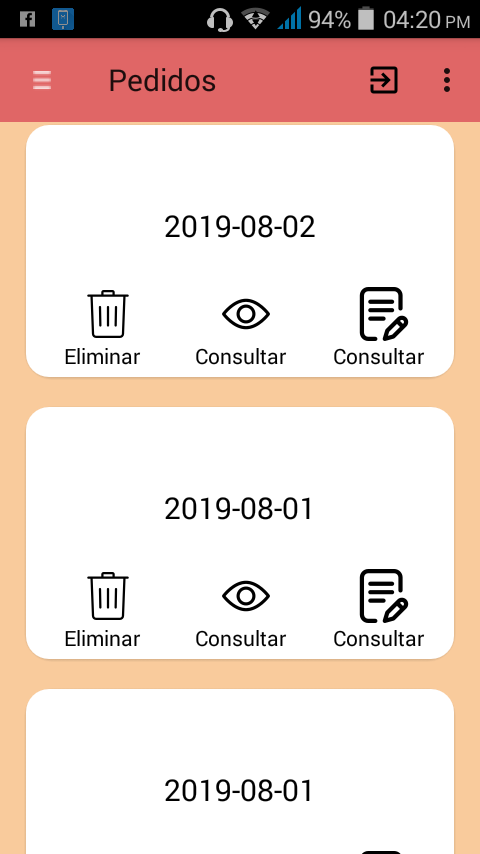 94% 04:20 PM
Pedidos
2019-08-02
Eliminar Consultar Consultar
2019-08-01
Eliminar Consultar Consultar
2019-08-01